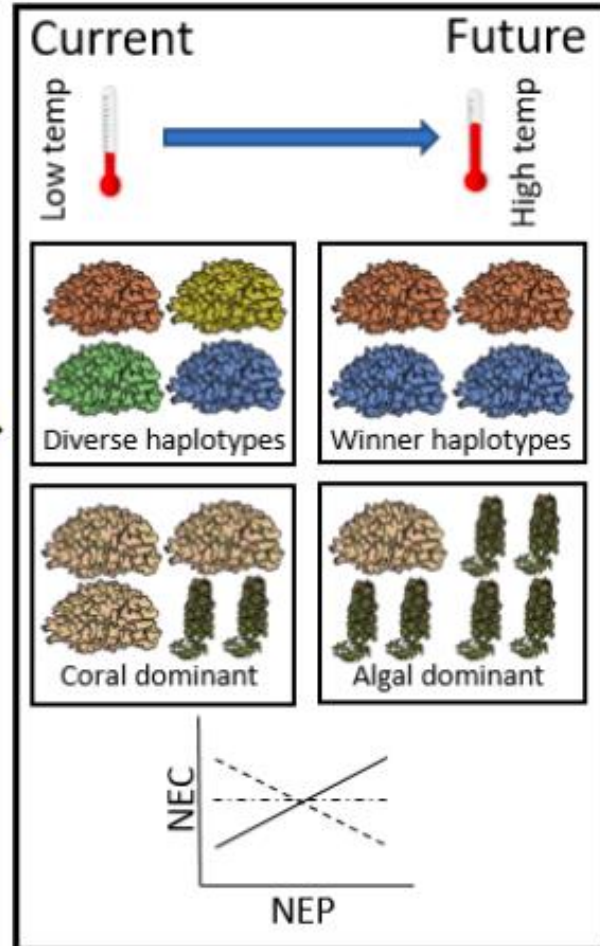 Current Future
Low temp High temp
Diverse haplotypes Winner haplotypes
Coral dominant Algal dominant
NEC
NEP